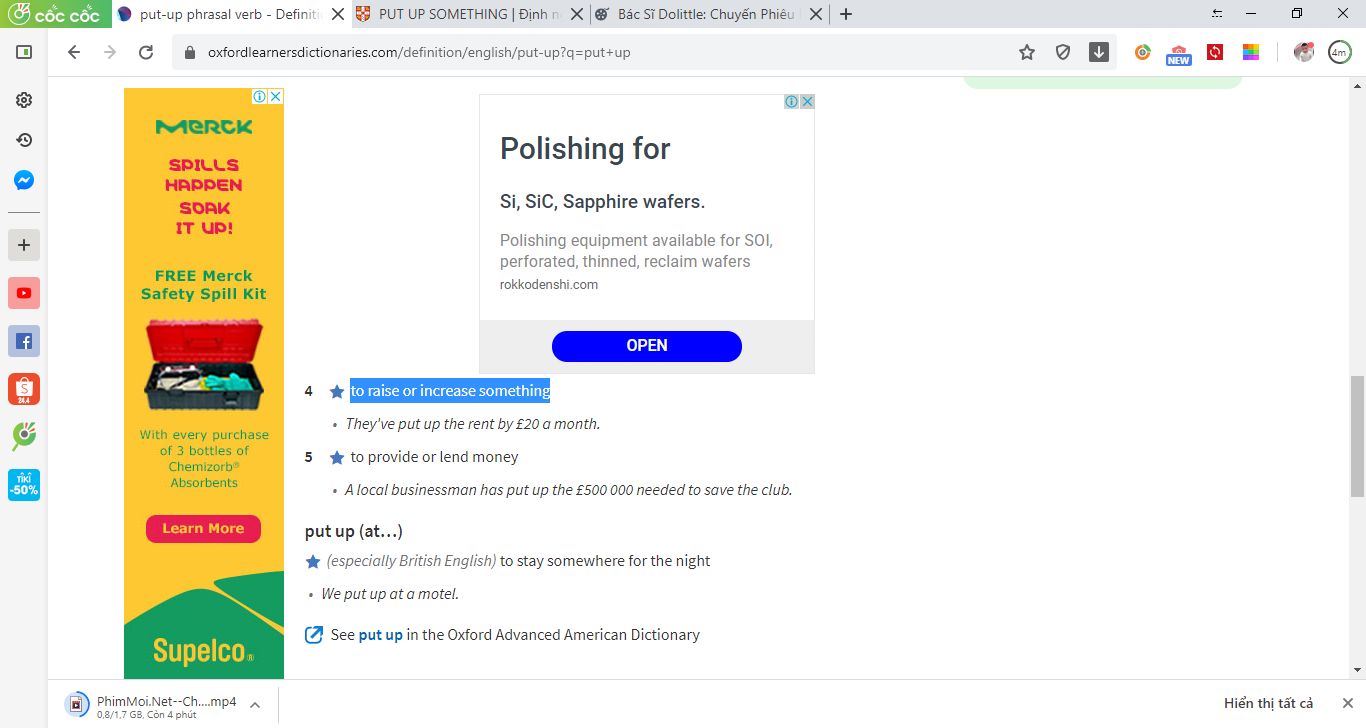 cốc cốc
put-up phrasal verb - Definiti
PUT UP SOMETHING | Định n
Bác Sĩ Dolittle: Chuyến Phiêu
oxfordlearnersdictionaries.com/definition/english/put-up?q=put+up
NEW
4m
MERCK
SPILLS
HAPPEN
SOAK
IT UP!
FREE Merck
Safety Spill Kit
With every purchase
of 3 bottles of
Chemizorb®
Absorbents
Learn More
Supelco®
Polishing for
Si, SiC, Sapphire wafers.
Polishing equipment available for SOI,
perforated, thinned, reclaim wafers
rokkodenshi.com
OPEN
4 to raise or increase something
• They've put up the rent by £20 a month.
5 to provide or lend money
• A local businessman has put up the £500 000 needed to save the club.
put up (at…)
(especially British English) to stay somewhere for the night
• We put up at a motel.
See put up in the Oxford Advanced American Dictionary
24.4
TIKI
-50%
PhimMoi.Net--Ch....mp4
0,8/1,7 GB, Còn 4 phút
Hiển thị tất cả